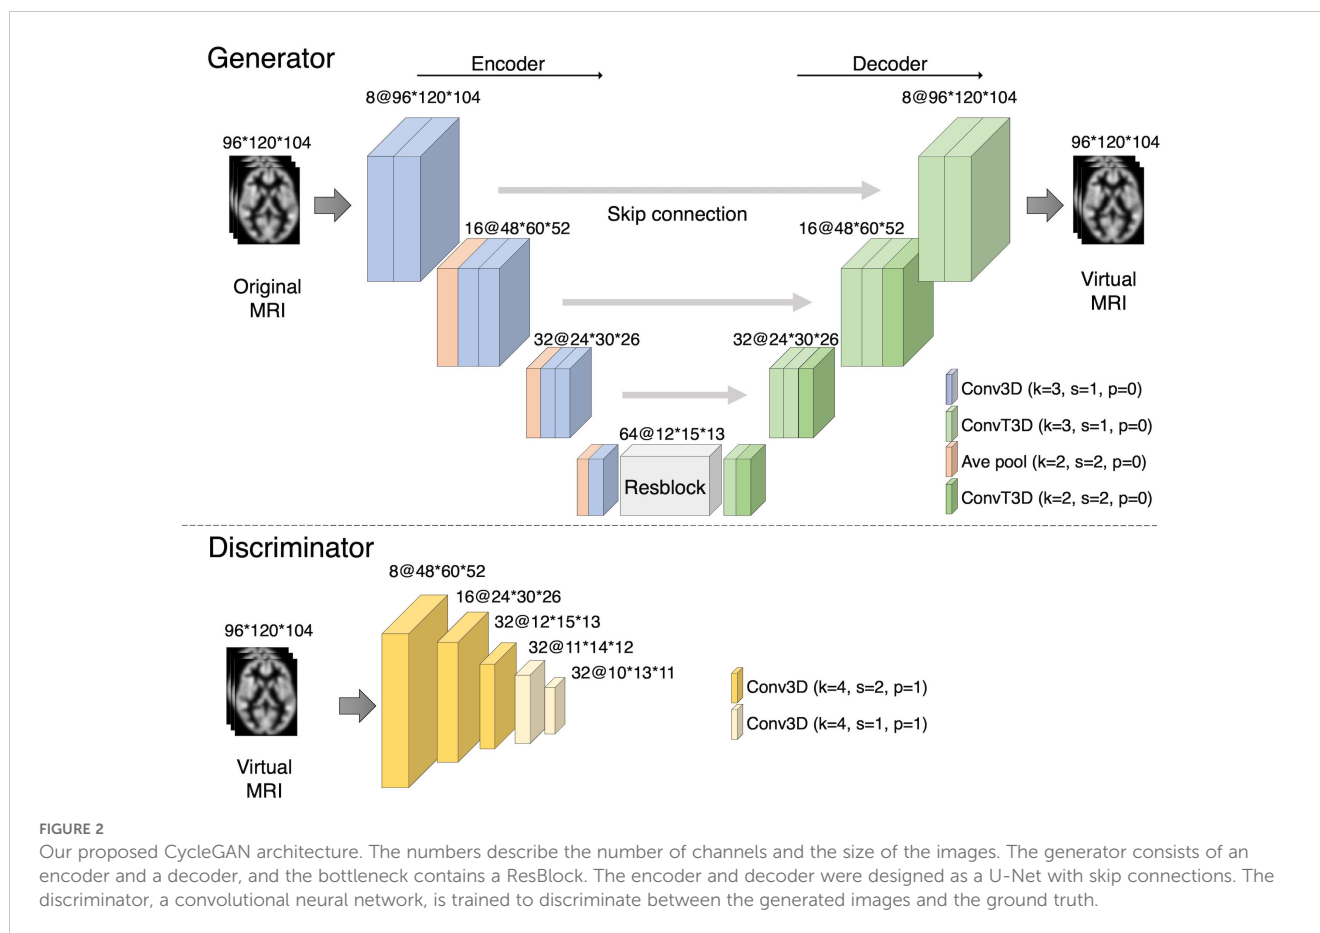 Generator
Encoder
Decoder
8@96*120*104
8@96*120*104
96*120*104
96*120*104
Skip connection
16@48*60*52
16@48*60*52
Original
MRI
Virtual
MRI
32@24*30*26
32@24*30*26
64@12*15*13
Resblock
Conv3D (k=3, s=1, p=0)
ConvT3D (k=3, s=1, p=0)
Ave pool (k=2, s=2, p=0)
ConvT3D (k=2, s=2, p=0)
Discriminator
8@48*60*52
16@24*30*26
32@12*15*13
32@11*14*12
32@10*13*11
96*120*104
Virtual
MRI
Conv3D (k=4, s=2, p=1)
Conv3D (k=4, s=1, p=1)
FIGURE 2
Our proposed CycleGAN architecture. The numbers describe the number of channels and the size of the images. The generator consists of an
encoder and a decoder, and the bottleneck contains a ResBlock. The encoder and decoder were designed as a U-Net with skip connections. The
discriminator, a convolutional neural network, is trained to discriminate between the generated images and the ground truth.